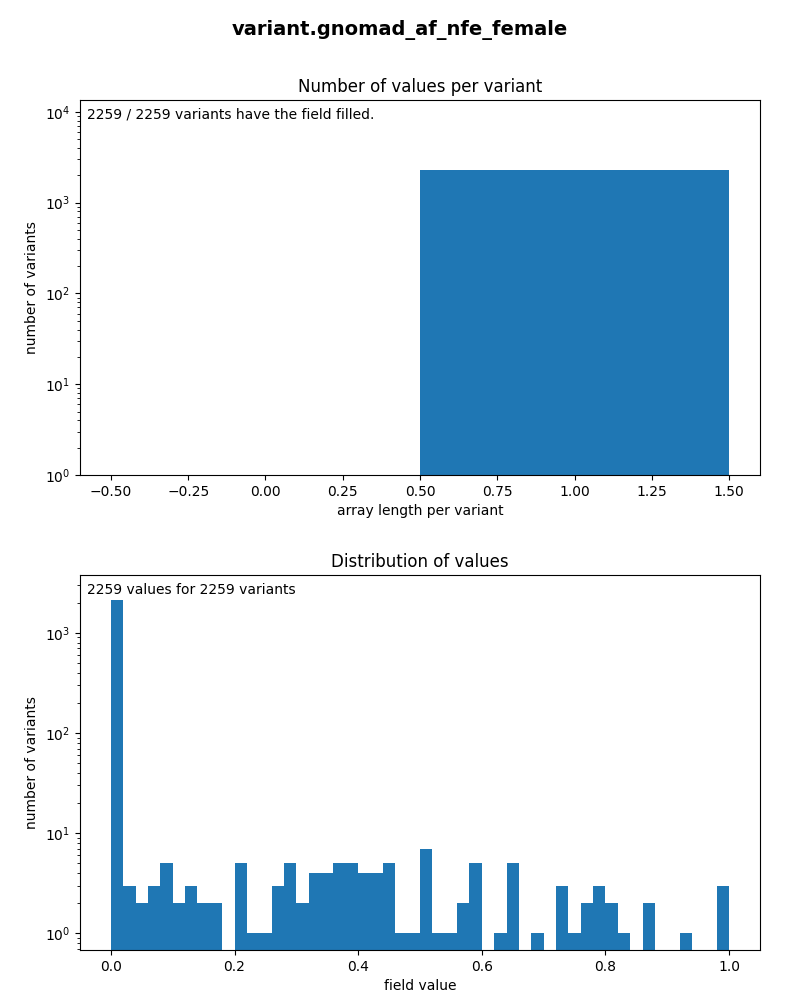 variant.gnomad_af_nfe_female
Number of values per variant
2259 / 2259 variants have the field filled.
number of variants
10⁴
10³
10²
10¹
10⁰
−0.50
−0.25
0.00
0.25
0.50
0.75
1.00
1.25
1.50
array length per variant
Distribution of values
2259 values for 2259 variants
number of variants
10³
10²
10¹
10⁰
0.0
0.2
0.4
0.6
0.8
1.0
field value